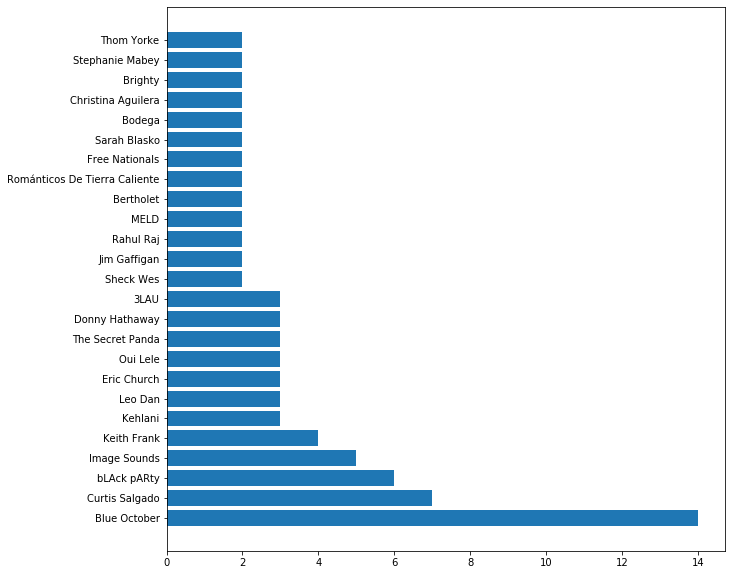 Thom Yorke
Stephanie Mabey
Brighty
Christina Aguilera
Bodega
Sarah Blasko
Free Nationals
Románticos De Tierra Caliente
Bertholet
MELD
Rahul Raj
Jim Gaffigan
Sheck Wes
3LAU
Donny Hathaway
The Secret Panda
Oui Lele
Eric Church
Leo Dan
Kehlani
Keith Frank
Image Sounds
bLAck pARty
Curtis Salgado
Blue October
0 2 4 6 8 10 12 14